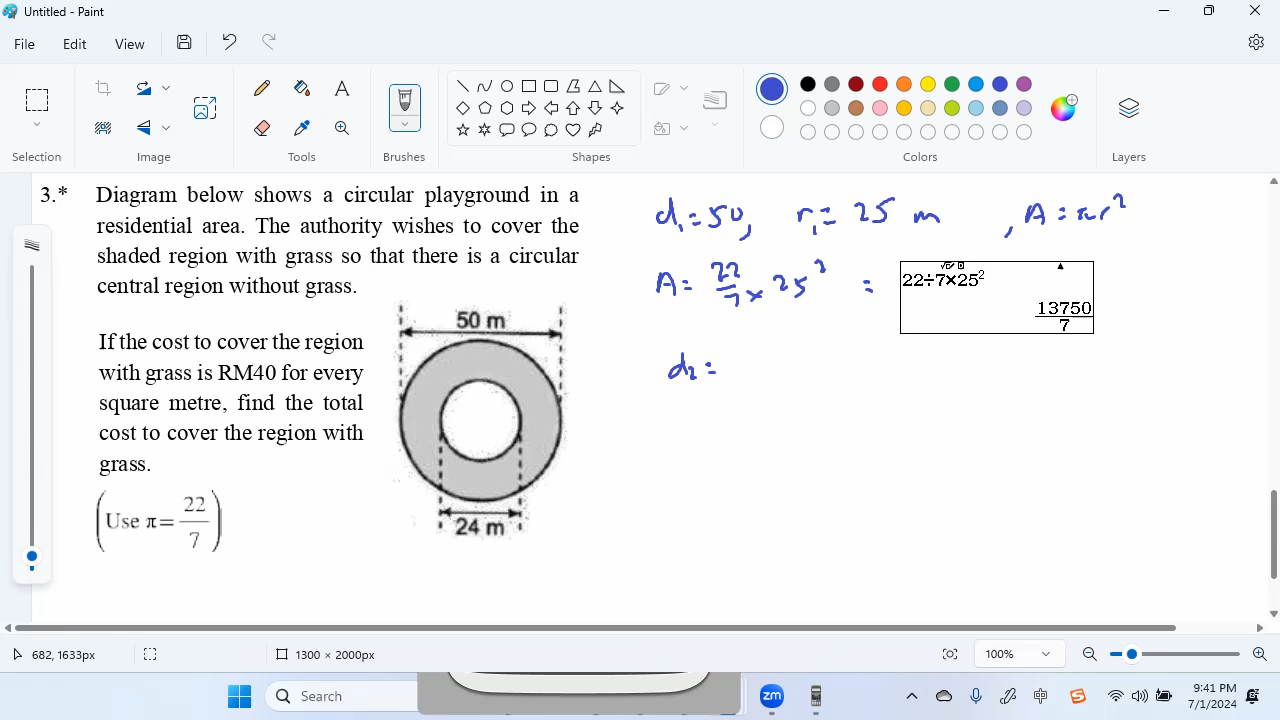 Untitled - Paint
File Edit View
Selection Image Tools Brushes Shapes Colors Layers
3.* Diagram below shows a circular playground in a
residential area. The authority wishes to cover the
shaded region with grass so that there is a circular
central region without grass.
If the cost to cover the region
with grass is RM40 for every
square metre, find the total
cost to cover the region with
grass.
(Use π = 22/7)
50 m
24 m
d₁ = 50, r₁ = 25 m , A = πr²
A = 22/7 × 25² =
22÷7×25²
13750/7
d₂ =
682, 1633px 1300 × 2000px 100%
Search zm 中 S 9:41 PM
7/1/2024